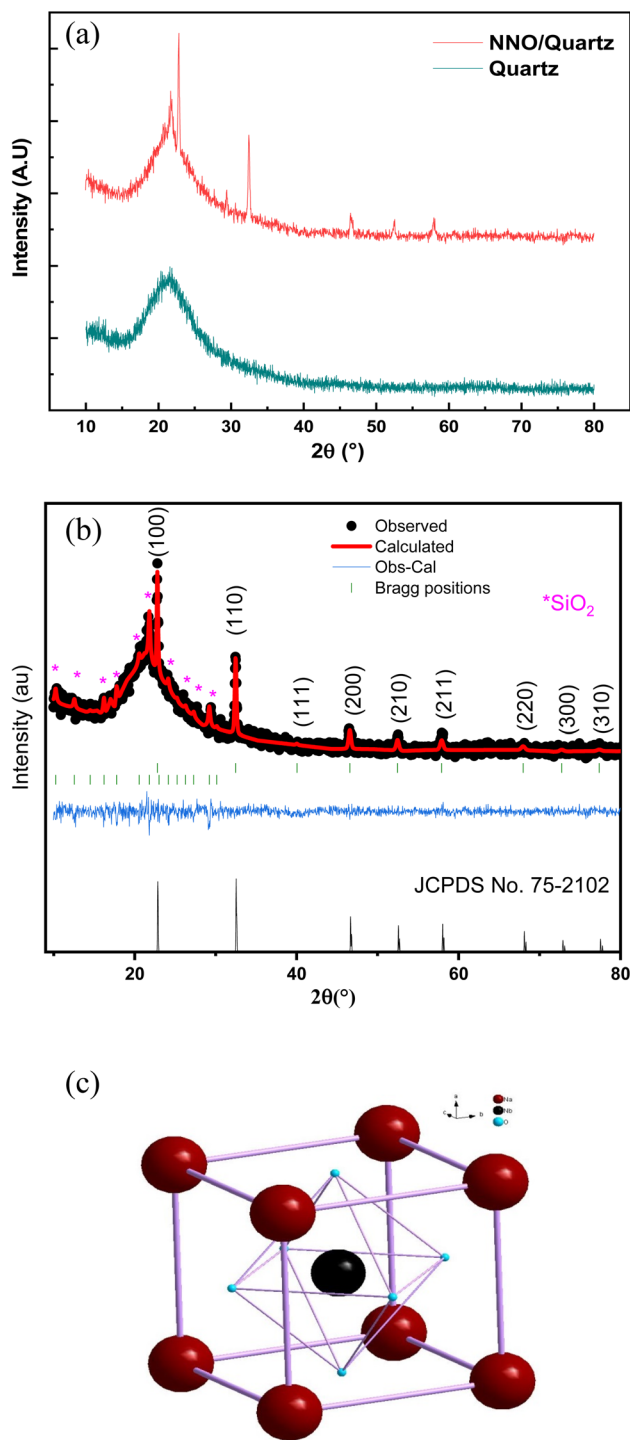 (a)
NNO/Quartz
Quartz
Intensity (A.U)
10 20 30 40 50 60 70 80
2θ (°)
(b)
Observed
Calculated
Obs-Cal
Bragg positions
*SiO₂
(100)
(110)
(111)
(200)
(210)
(211)
(220)
(300)
(310)
* * * * * * * * * *
Intensity (au)
JCPDS No. 75-2102
20 40 60 80
2θ(°)
(c)
a
c
b
Na
Nb
O